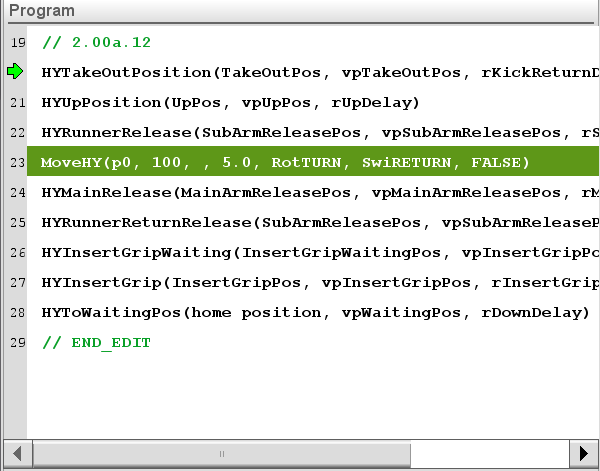 Program
19 // 2.00a.12
HYTakeOutPosition(TakeOutPos, vpTakeOutPos, rKickReturnD
21 HYUpPosition(UpPos, vpUpPos, rUpDelay)
22 HYRunnerRelease(SubArmReleasePos, vpSubArmReleasePos, rS
23 MoveHY(p0, 100, , 5.0, RotTURN, SwiRETURN, FALSE)
24 HYMainRelease(MainArmReleasePos, vpMainArmReleasePos, rM
25 HYRunnerReturnRelease(SubArmReleasePos, vpSubArmReleaseP
26 HYInsertGripWaiting(InsertGripWaitingPos, vpInsertGripPo
27 HYInsertGrip(InsertGripPos, vpInsertGripPos, rInsertGrip
28 HYToWaitingPos(home position, vpWaitingPos, rDownDelay)
29 // END_EDIT